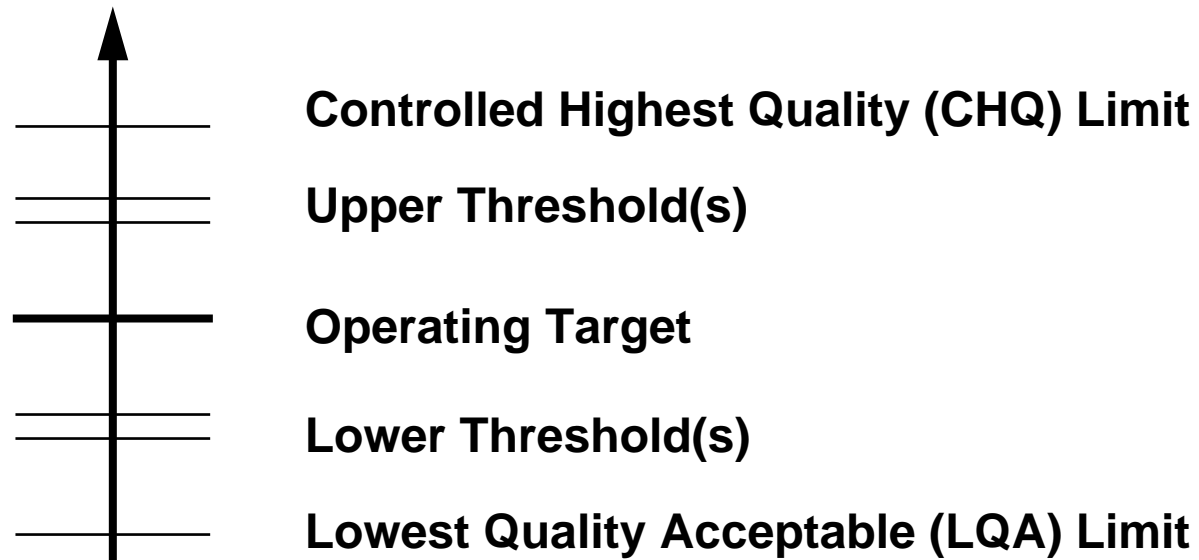 Controlled Highest Quality (CHQ) Limit
Upper Threshold(s)
Operating Target
Lower Threshold(s)
Lowest Quality Acceptable (LQA) Limit